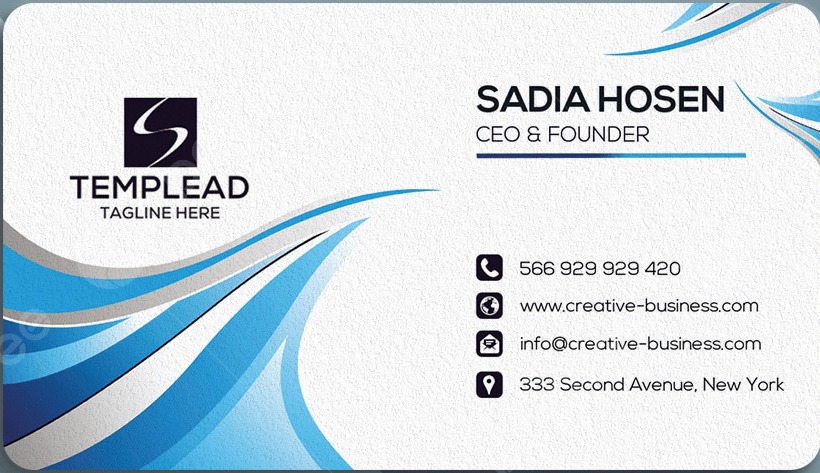 TEMPLEAD
TAGLINE HERE
SADIA HOSEN
CEO & FOUNDER
566 929 929 420
www.creative-business.com
info@creative-business.com
333 Second Avenue, New York